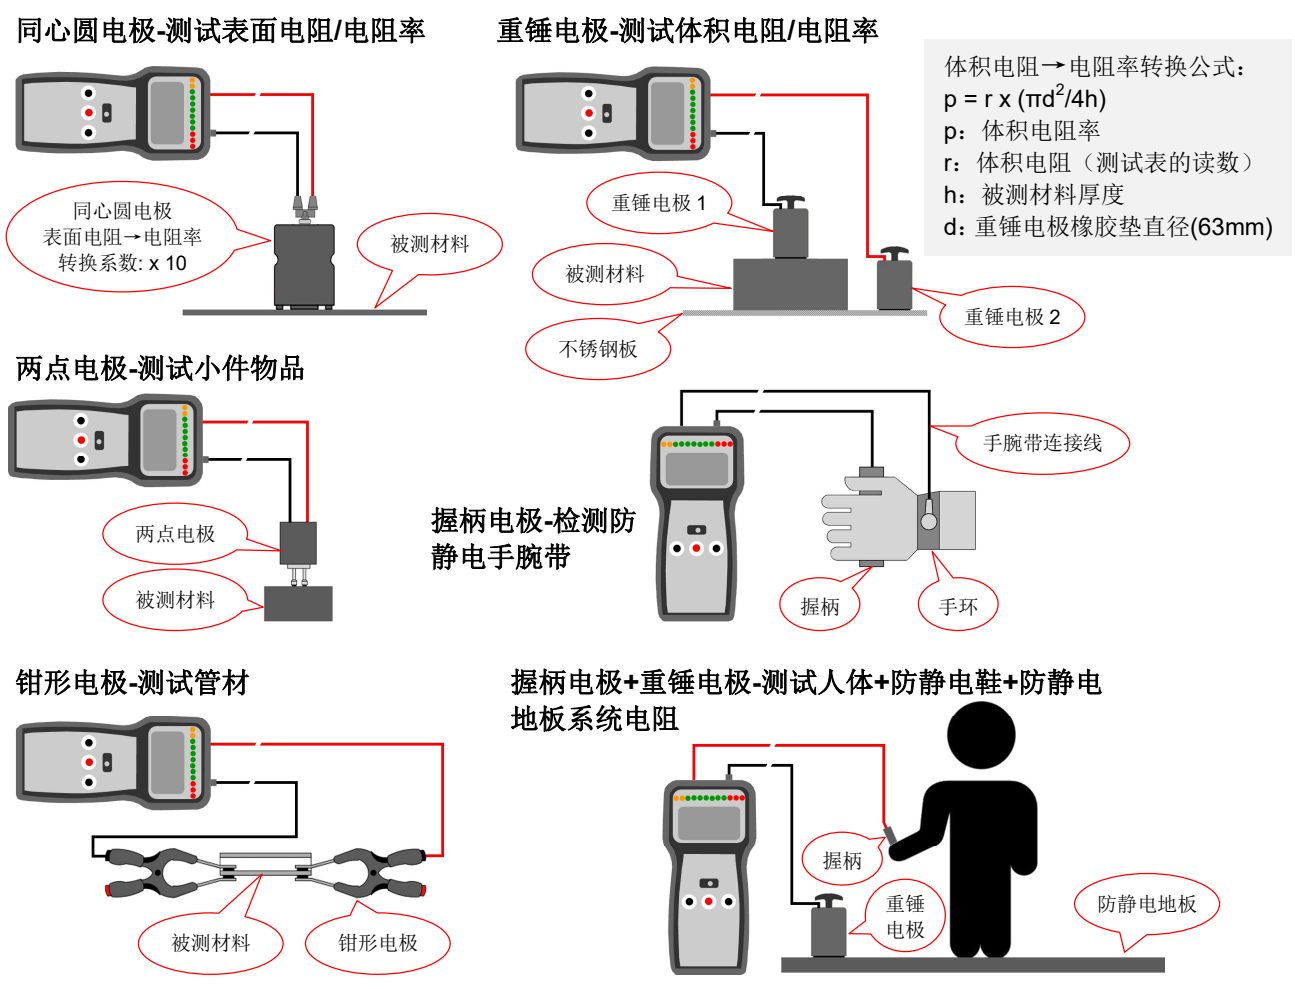 同心圆电极-测试表面电阻/电阻率
同心圆电极
表面电阻→电阻率
转换系数: x 10
被测材料
重锤电极-测试体积电阻/电阻率
重锤电极 1
被测材料
不锈钢板
重锤电极 2
体积电阻→电阻率转换公式：
p = r x (πd²/4h)
p：体积电阻率
r：体积电阻（测试表的读数）
h：被测材料厚度
d：重锤电极橡胶垫直径(63mm)
两点电极-测试小件物品
两点电极
被测材料
握柄电极-检测防
静电手腕带
手腕带连接线
握柄
手环
钳形电极-测试管材
被测材料
钳形电极
握柄电极+重锤电极-测试人体+防静电鞋+防静电
地板系统电阻
握柄
重锤
电极
防静电地板